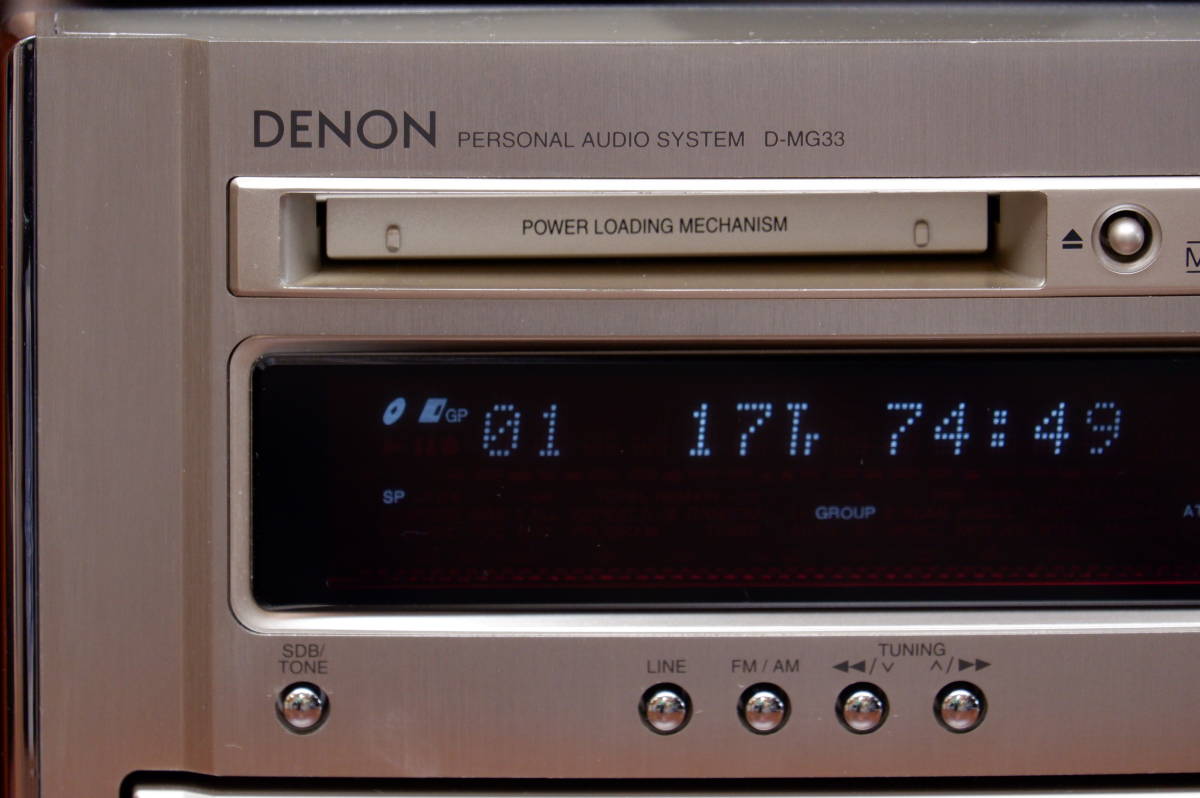 DENON PERSONAL AUDIO SYSTEM D-MG33
POWER LOADING MECHANISM
GP 01 17Tr 74:49
SP
GROUP
SDB/
TONE
LINE
FM / AM
TUNING
◀◀/∨ ∧/▶▶